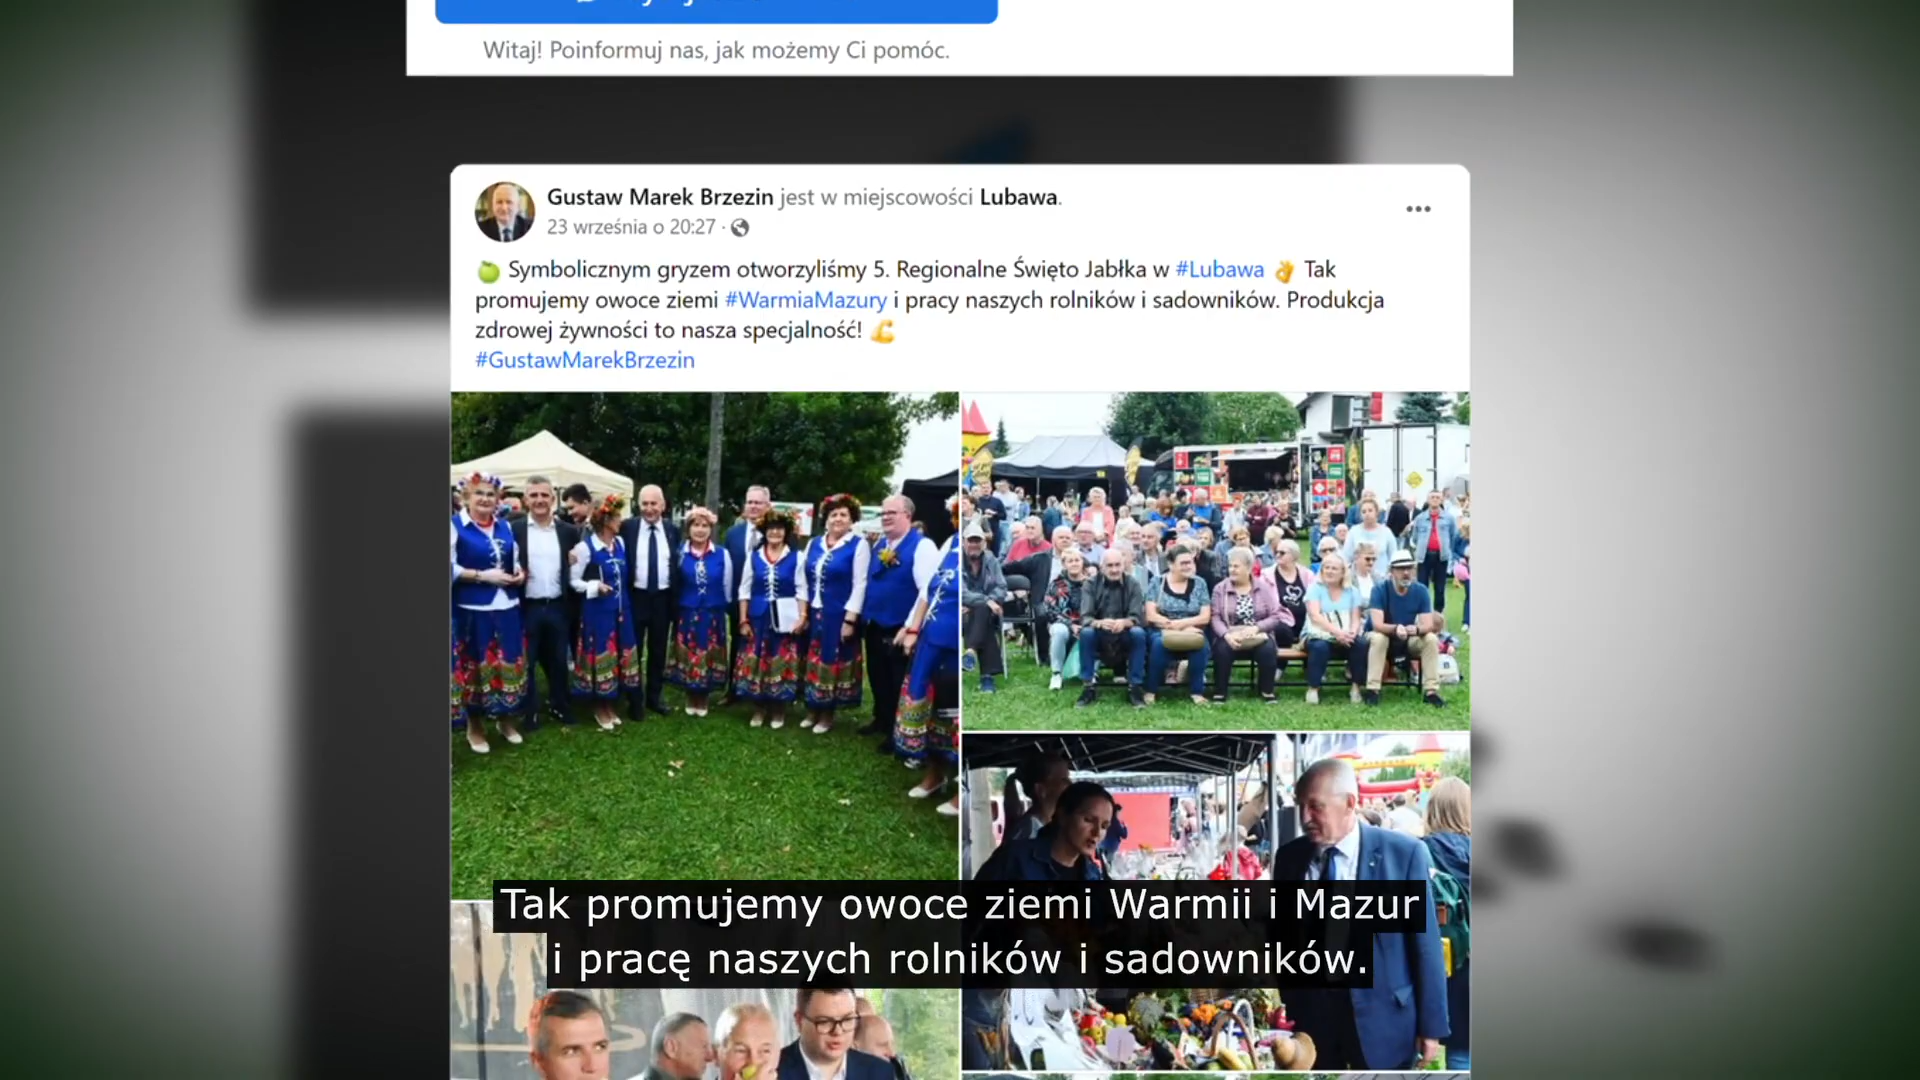 Witaj! Poinformuj nas, jak możemy Ci pomóc.
Gustaw Marek Brzezin jest w miejscowości Lubawa.
23 września o 20:27 ·
Symbolicznym gryzem otworzyliśmy 5. Regionalne Święto Jabłka w #Lubawa 👌 Tak
promujemy owoce ziemi #WarmiaMazury i pracy naszych rolników i sadowników. Produkcja
zdrowej żywności to nasza specjalność! 💪
#GustawMarekBrzezin
Tak promujemy owoce ziemi Warmii i Mazur
i pracę naszych rolników i sadowników.